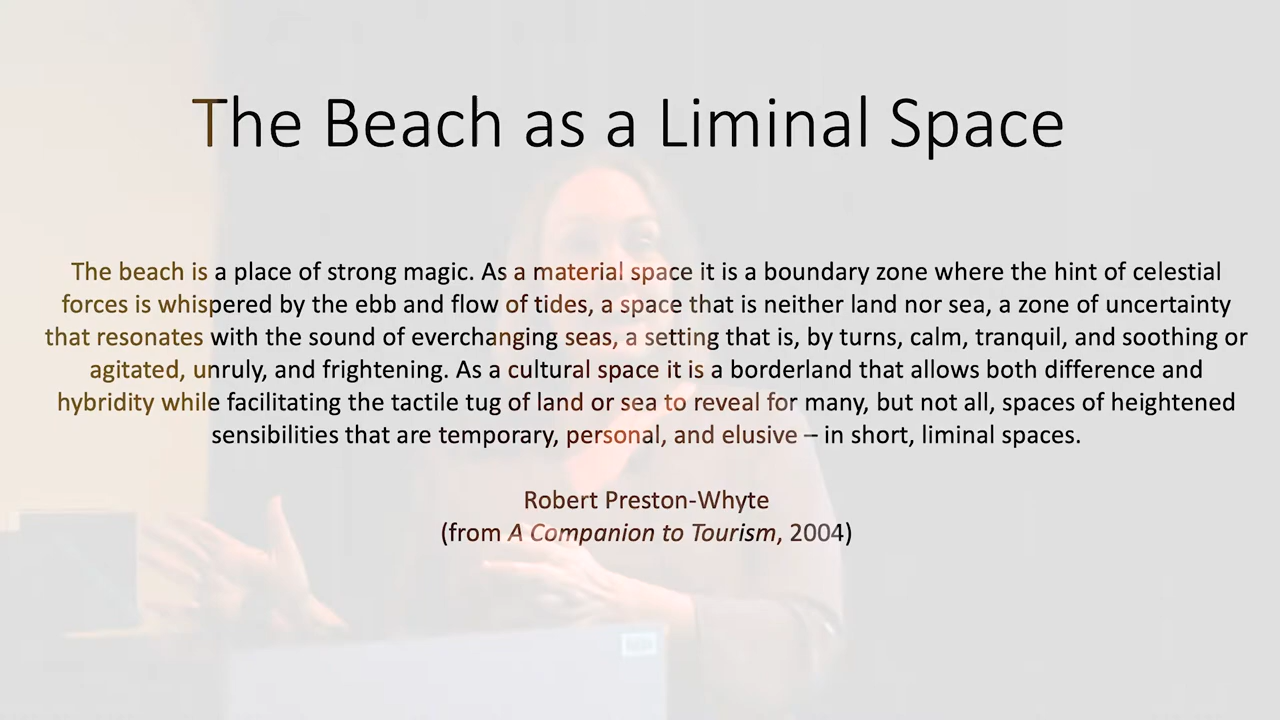 The Beach as a Liminal Space
The beach is a place of strong magic. As a material space it is a boundary zone where the hint of celestial
forces is whispered by the ebb and flow of tides, a space that is neither land nor sea, a zone of uncertainty
that resonates with the sound of everchanging seas, a setting that is, by turns, calm, tranquil, and soothing or
agitated, unruly, and frightening. As a cultural space it is a borderland that allows both difference and
hybridity while facilitating the tactile tug of land or sea to reveal for many, but not all, spaces of heightened
sensibilities that are temporary, personal, and elusive – in short, liminal spaces.
Robert Preston-Whyte
(from A Companion to Tourism, 2004)